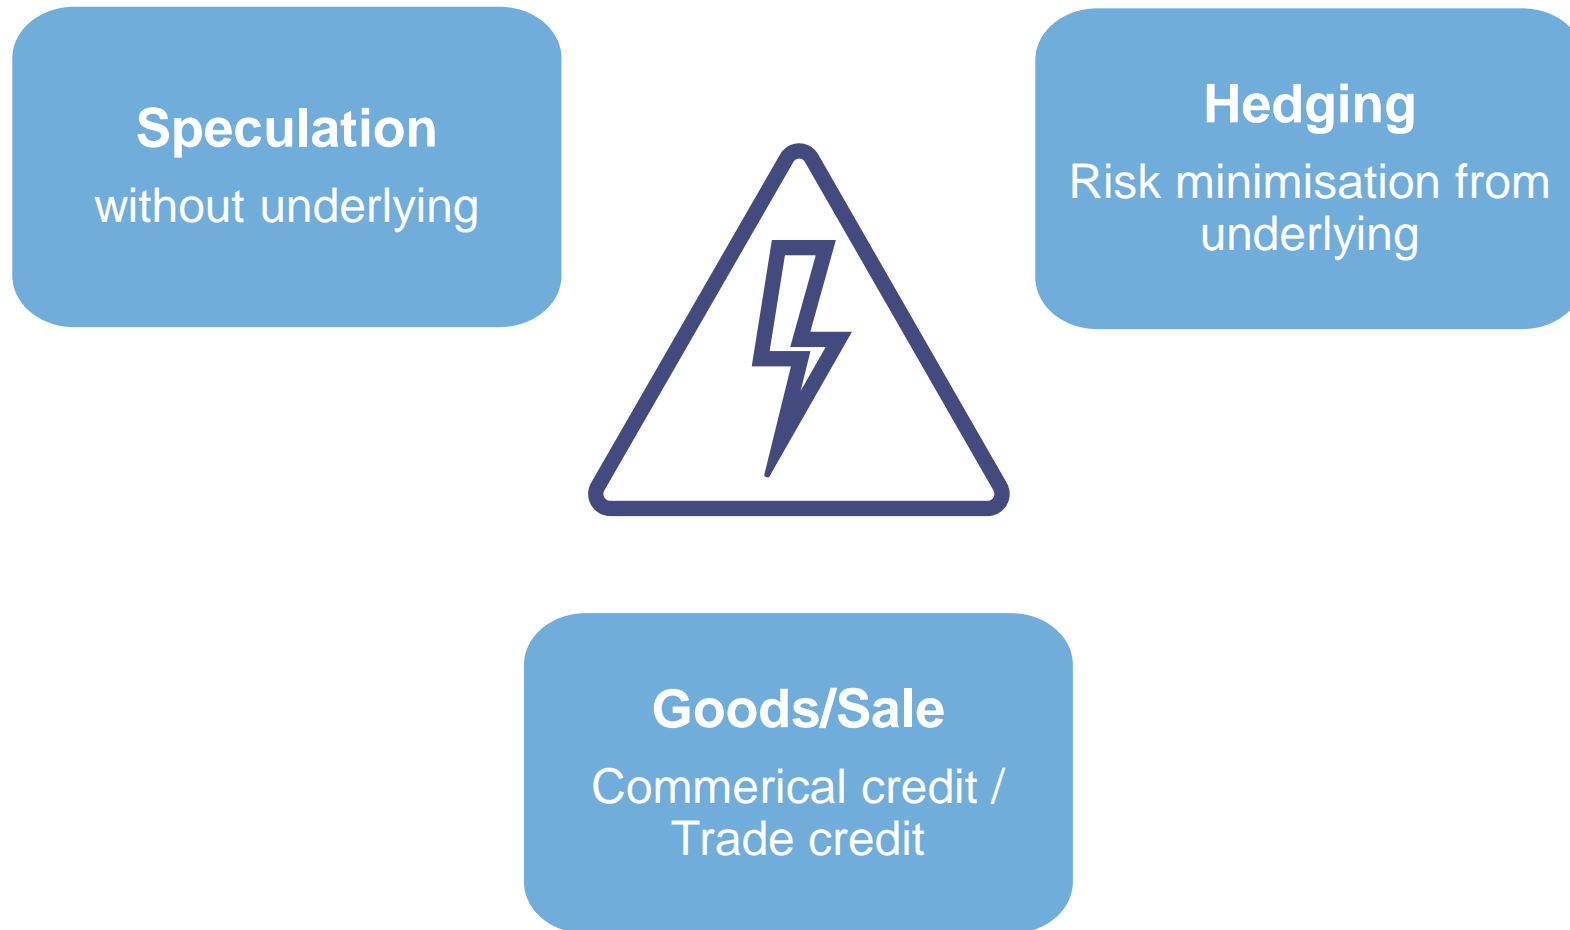 Speculation
without underlying
Hedging
Risk minimisation from
underlying
Goods/Sale
Commerical credit /
Trade credit